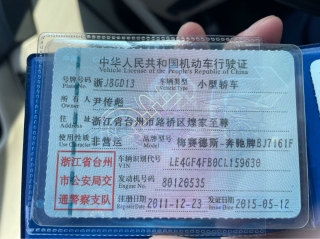 中华人民共和国机动车行驶证
Vehicle License of the People's Republic of China
号牌号码 浙J8GD13 车辆类型 小型轿车
Plate No. Vehicle Type
所有人 尹传彪
Owner
住址 浙江省台州市路桥区煌家至尊
Address
使用性质 非营运 品牌型号 梅赛德斯-奔驰牌BJ7161F
Use Character Model
浙江省台州市公安局交通警察支队
车辆识别代号 LE4GF4FB0CL159630
VIN
发动机号码 80120535
Engine No.
注册日期 2011-12-23 发证日期 2015-05-12
Register Date Issue Date